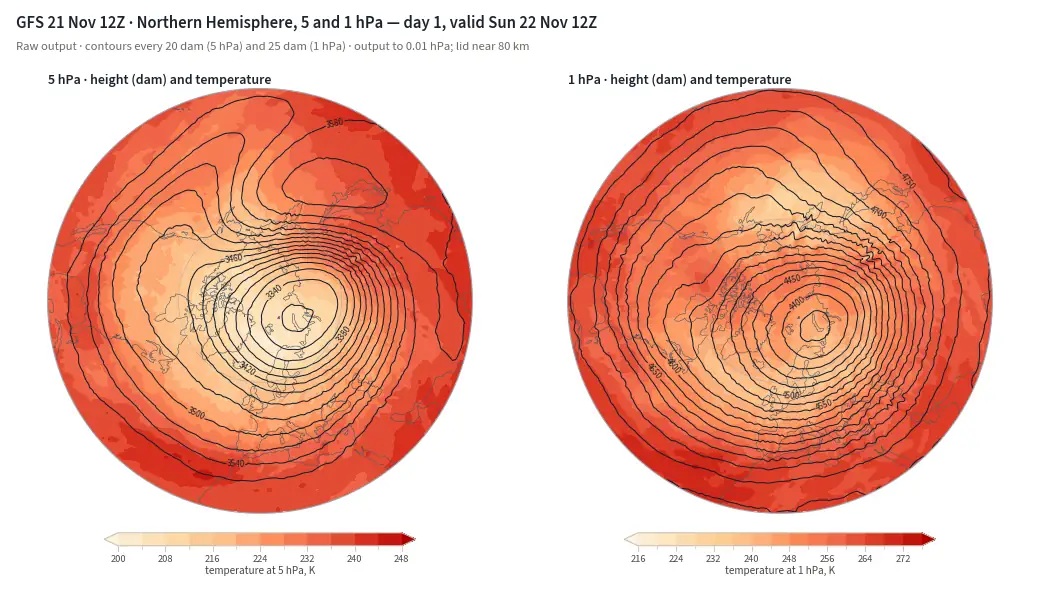 GFS 21 Nov 12Z · Northern Hemisphere, 5 and 1 hPa — day 1, valid Sun 22 Nov 12Z
Raw output · contours every 20 dam (5 hPa) and 25 dam (1 hPa) · output to 0.01 hPa; lid near 80 km
5 hPa · height (dam) and temperature
3580
3460
3340
3380
3420
3500
3540
200 208 216 224 232 240 248
temperature at 5 hPa, K
1 hPa · height (dam) and temperature
4750
4700
4450
4400
4650
4500
4550
216 224 232 240 248 256 264 272
temperature at 1 hPa, K